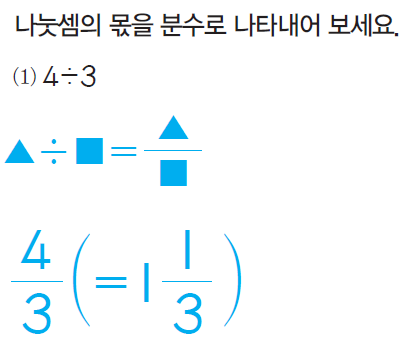 나눗셈의 몫을 분수로 나타내어 보세요.
(1) 4÷3
▲÷■=▲/■
4/3(=1 1/3)